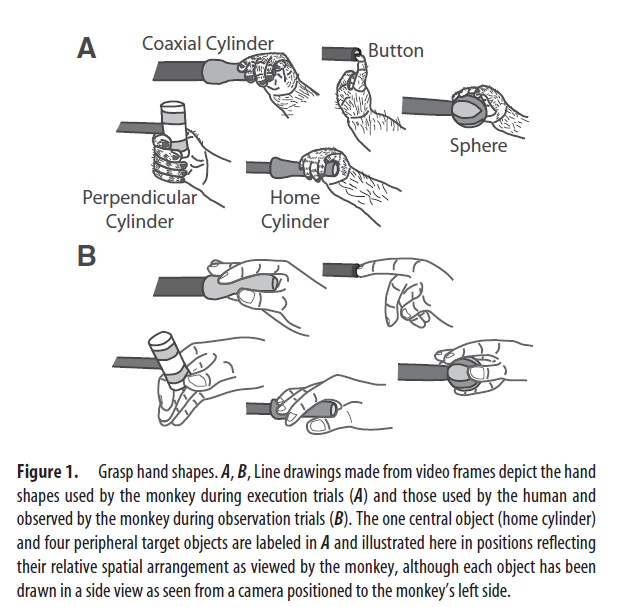 A
Coaxial Cylinder
Button
Sphere
Perpendicular
Cylinder
Home
Cylinder
B
Figure 1. Grasp hand shapes. A, B, Line drawings made from video frames depict the hand
shapes used by the monkey during execution trials (A) and those used by the human and
observed by the monkey during observation trials (B). The one central object (home cylinder)
and four peripheral target objects are labeled in A and illustrated here in positions reflecting
their relative spatial arrangement as viewed by the monkey, although each object has been
drawn in a side view as seen from a camera positioned to the monkey's left side.